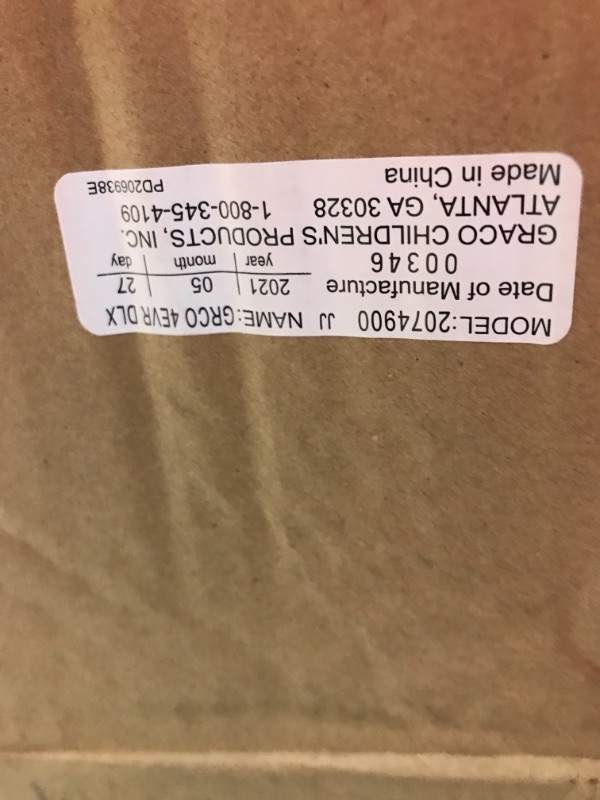 MODEL:2074900 JJ NAME:GRCO 4EVR DLX
Date of Manufacture 2021 05 27
00346 year month day
GRACO CHILDREN'S PRODUCTS, INC.
ATLANTA, GA 30328 1-800-345-4109
Made in China PD206938E